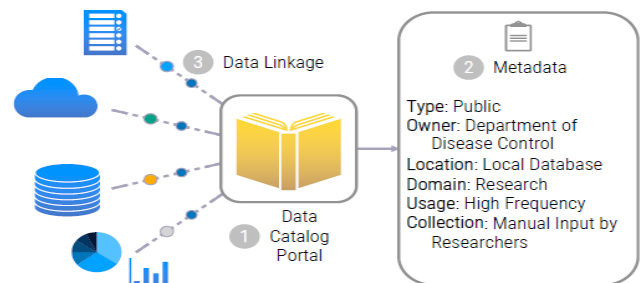 3 Data Linkage
1 Data
Catalog
Portal
2 Metadata
Type: Public
Owner: Department of
Disease Control
Location: Local Database
Domain: Research
Usage: High Frequency
Collection: Manual Input by
Researchers